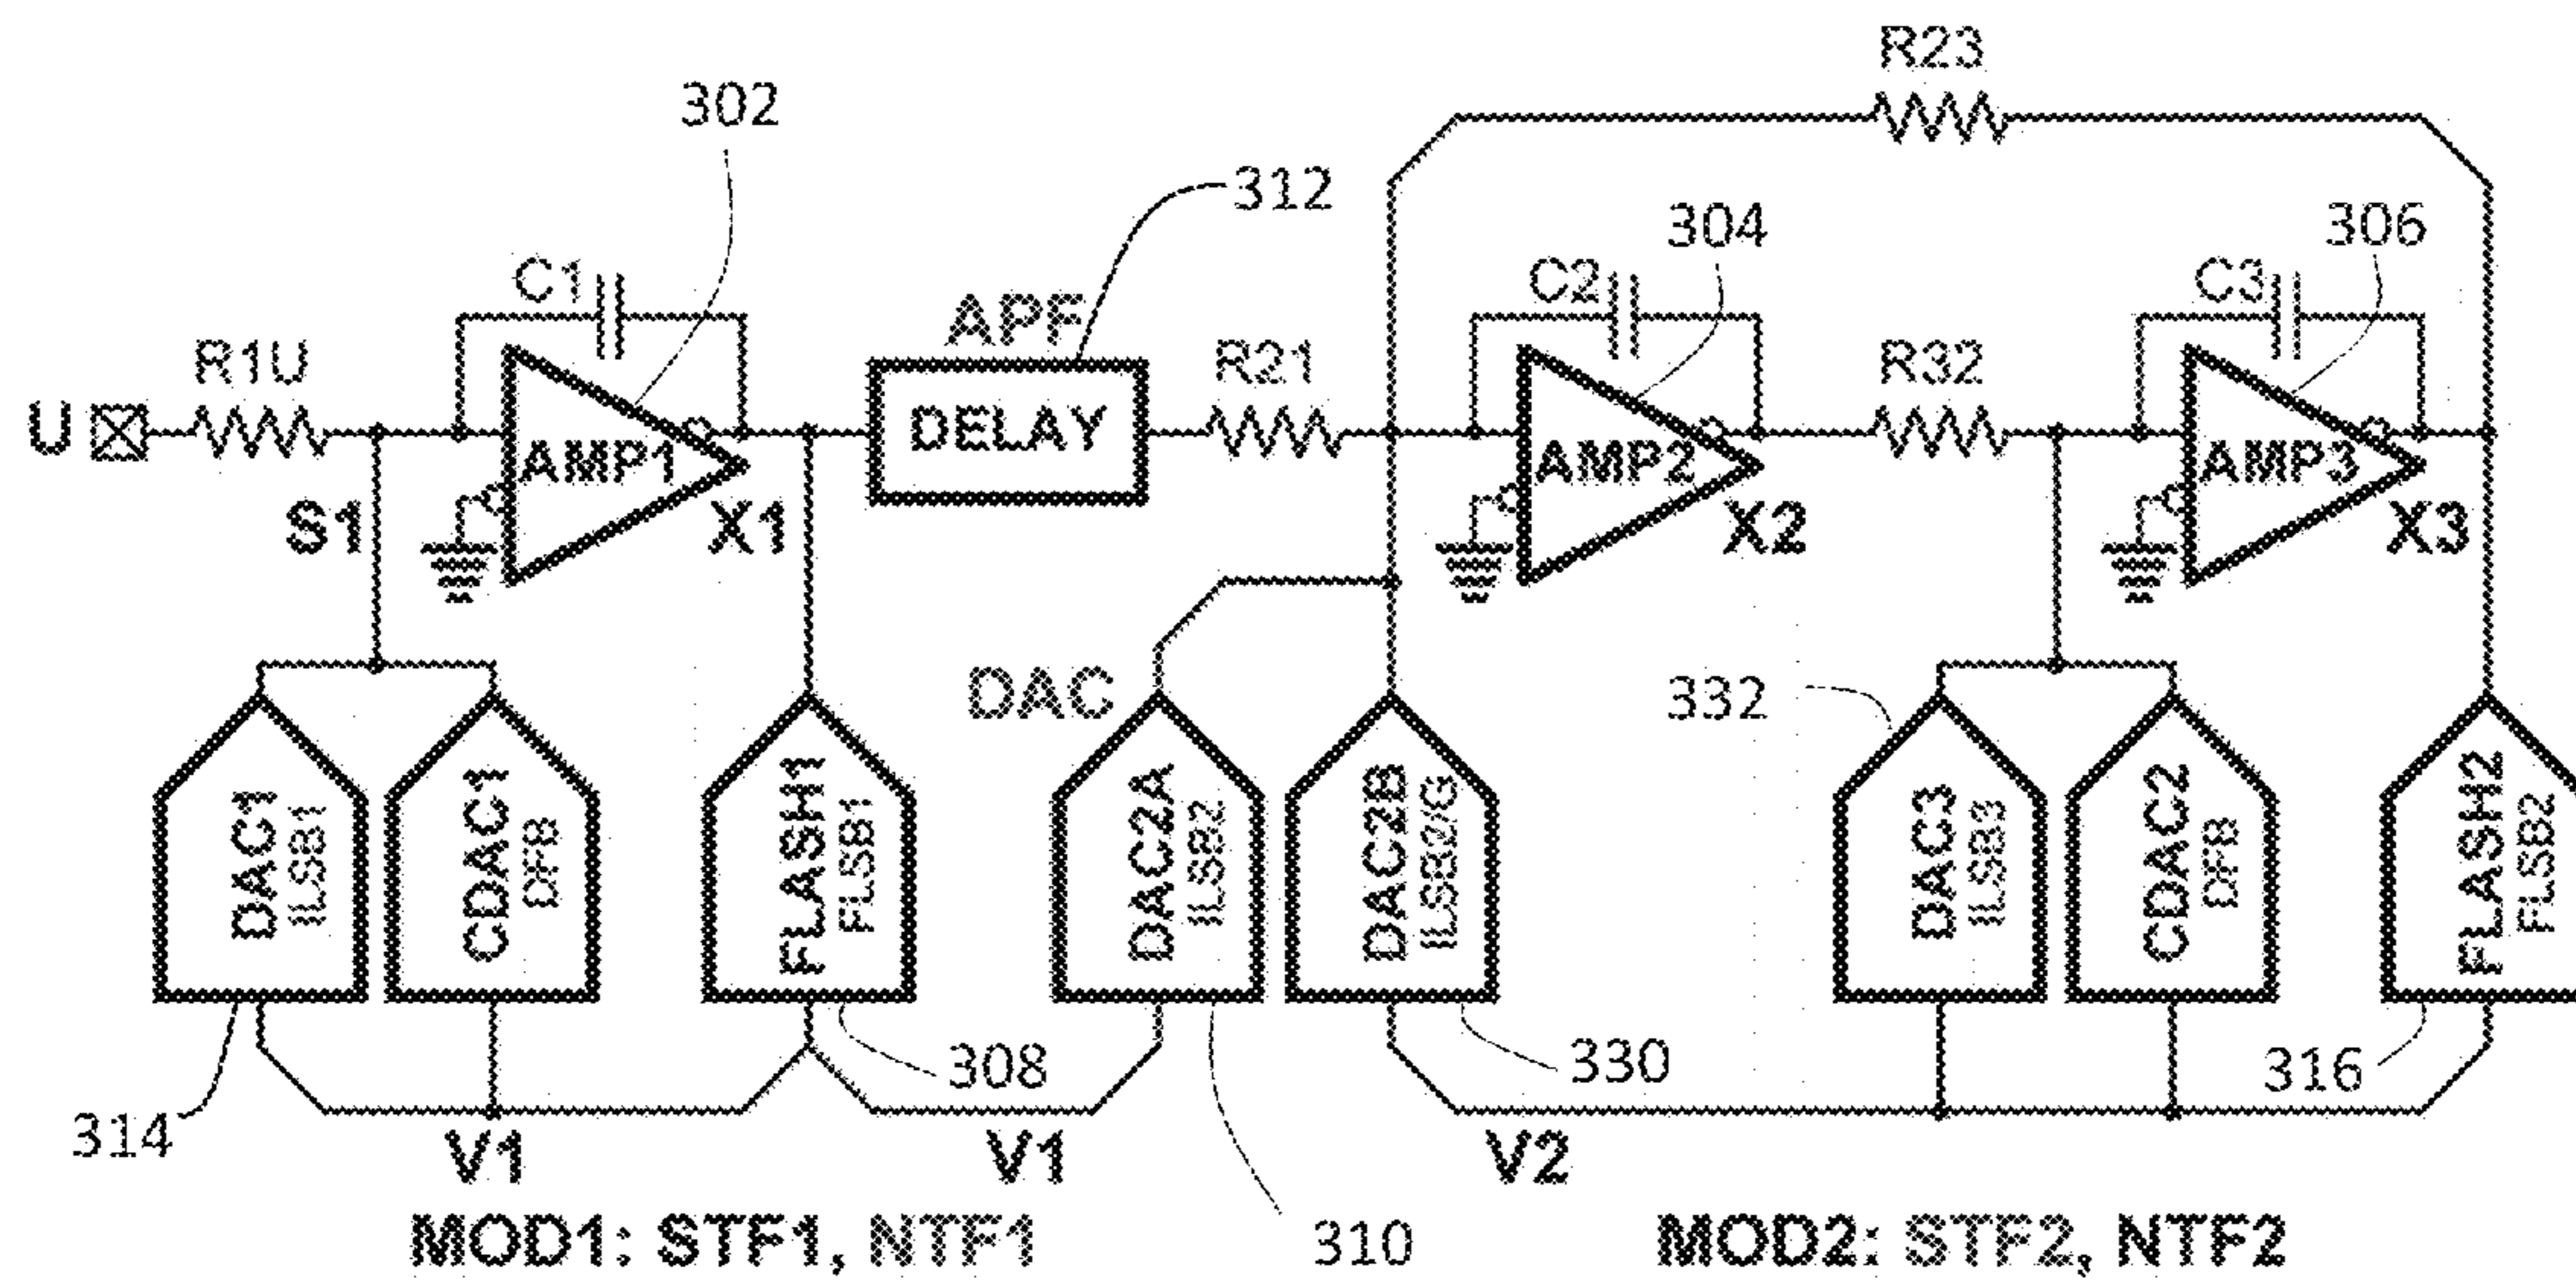 R23
302
312
304
306
C1
APF
C2
C3
R1U
R21
R32
U
DELAY
AMP1
AMP2
AMP3
S1
X1
X2
X3
DAC
332
DAC1
ILSB1
CDAC1
DFB
FLASH1
FLSB1
DAC2A
ILSB2
DAC2B
ILSB2/G
DAC3
ILSB3
CDAC2
DFB
FLASH2
FLSB2
314
308
330
316
V1
V1
V2
310
MOD1: STF1, NTF1
MOD2: STF2, NTF2